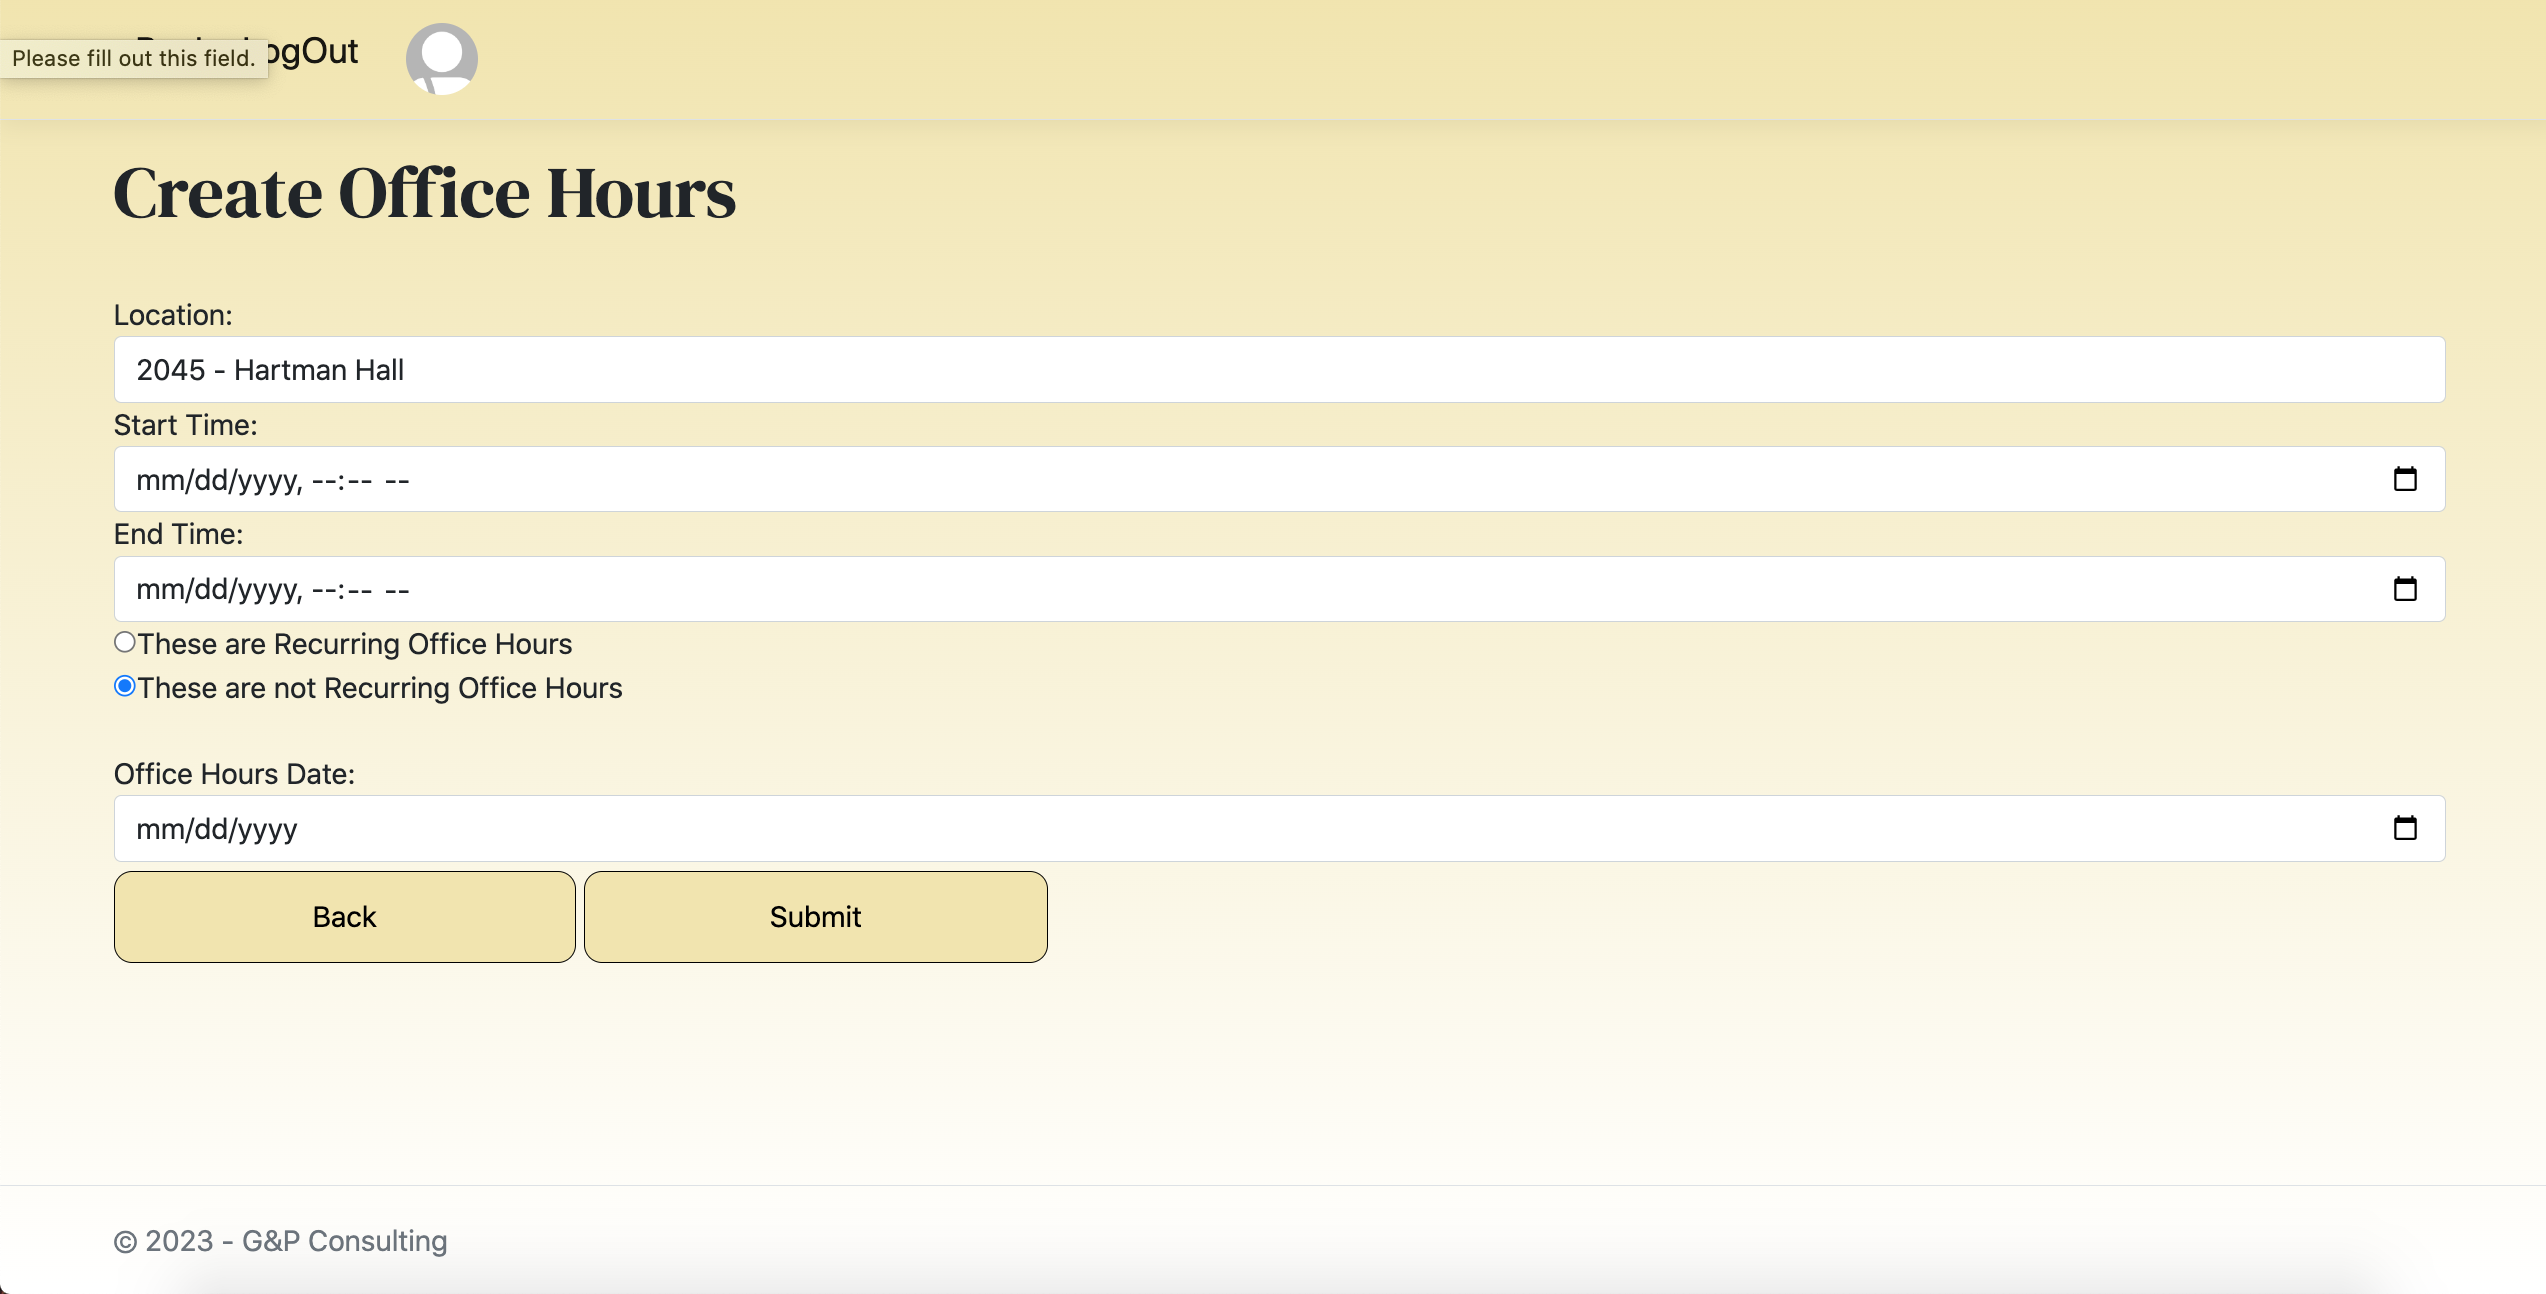 Please fill out this field.
ogOut
Create Office Hours
Location:
2045 - Hartman Hall
Start Time:
mm/dd/yyyy, --:-- --
End Time:
mm/dd/yyyy, --:-- --
These are Recurring Office Hours
These are not Recurring Office Hours
Office Hours Date:
mm/dd/yyyy
Back
Submit
© 2023 - G&P Consulting